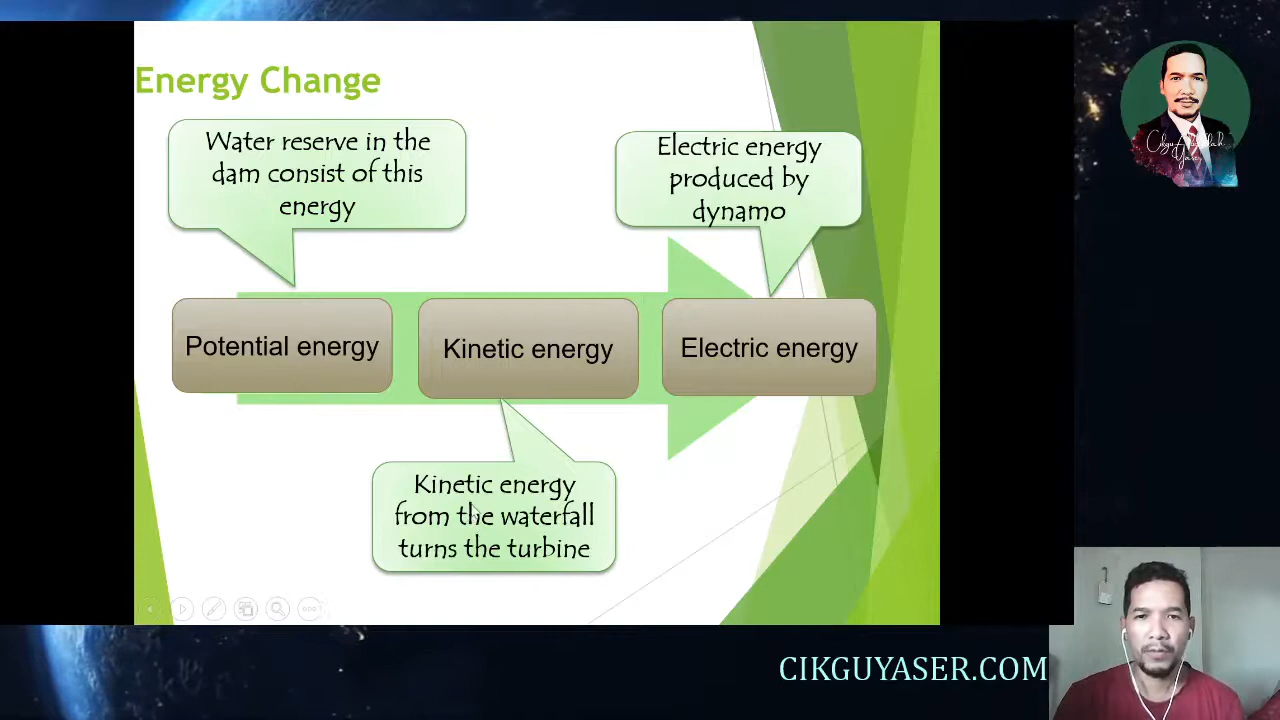 Energy Change
Water reserve in the
dam consist of this
energy
Electric energy
produced by
dynamo
Potential energy
Kinetic energy
Electric energy
Kinetic energy
from the waterfall
turns the turbine
CIKGUYASER.COM